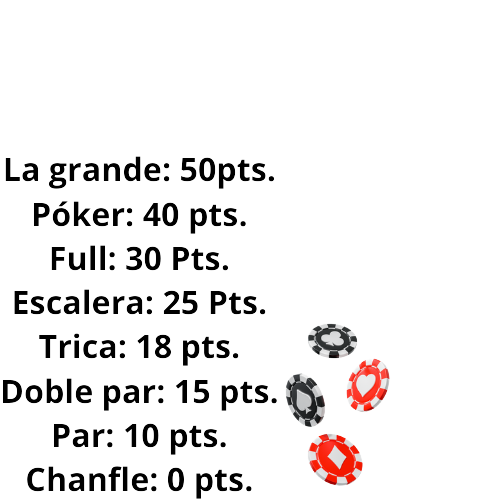 La grande: 50pts.
Póker: 40 pts.
Full: 30 Pts.
Escalera: 25 Pts.
Trica: 18 pts.
Doble par: 15 pts.
Par: 10 pts.
Chanfle: 0 pts.